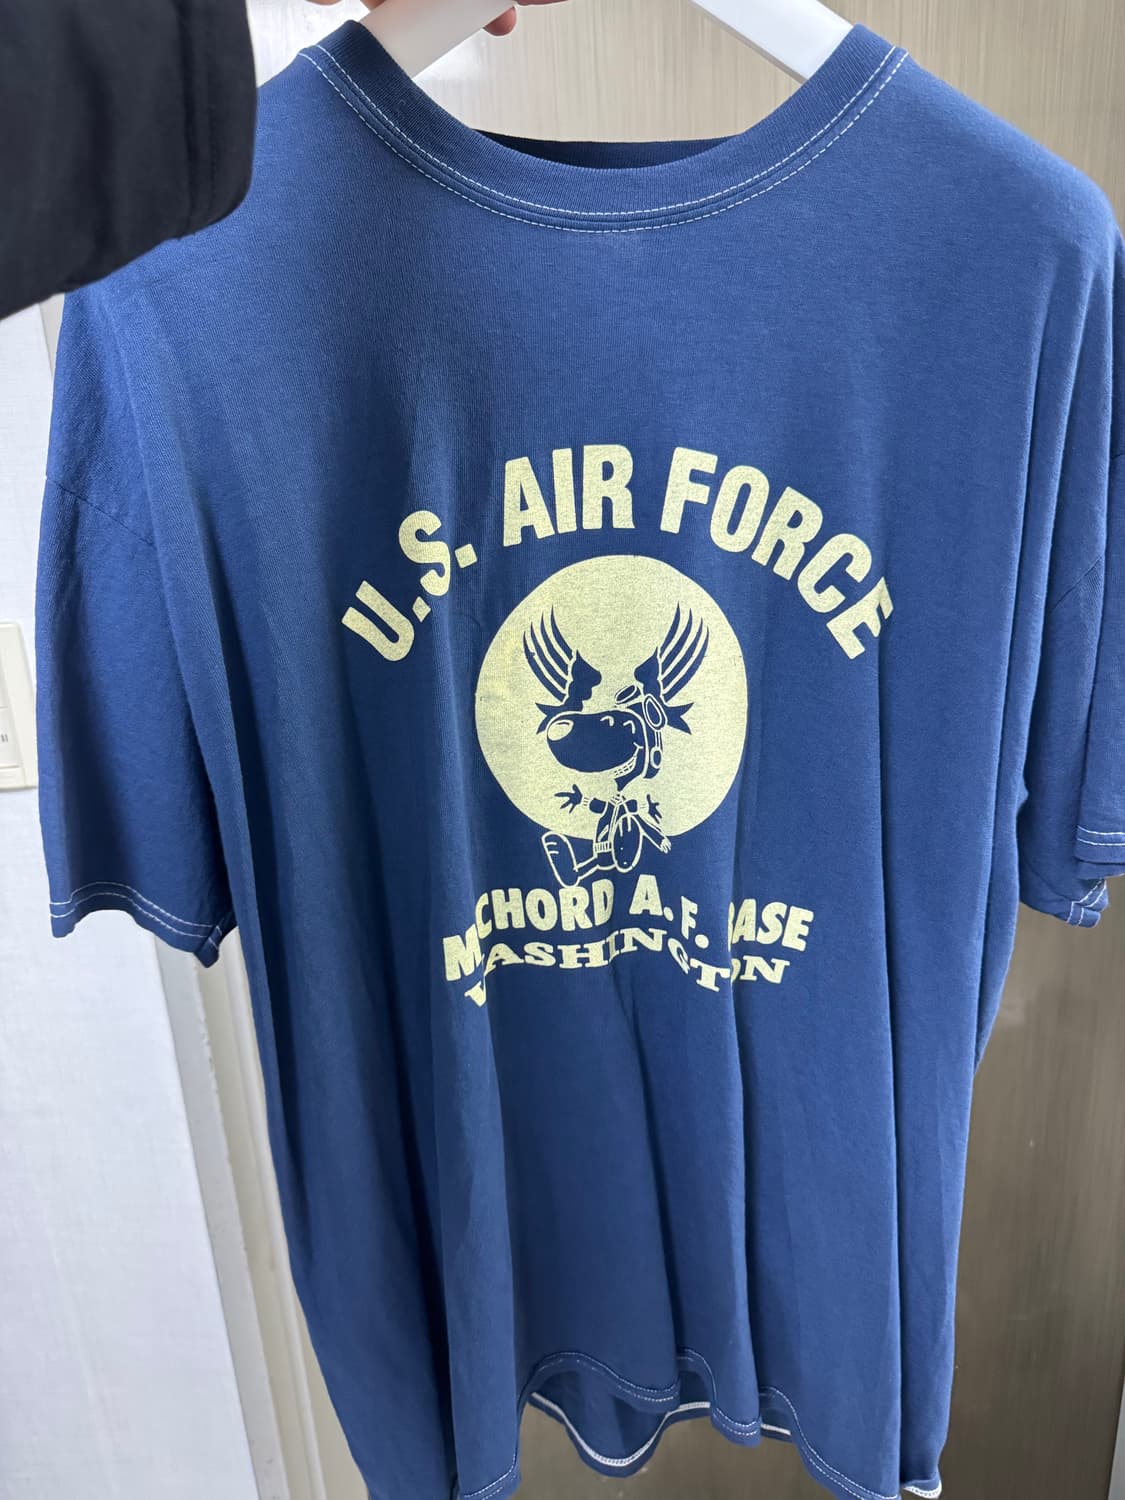 U.S. AIR FORCE
McCHORD A.F. BASE
WASHINGTON